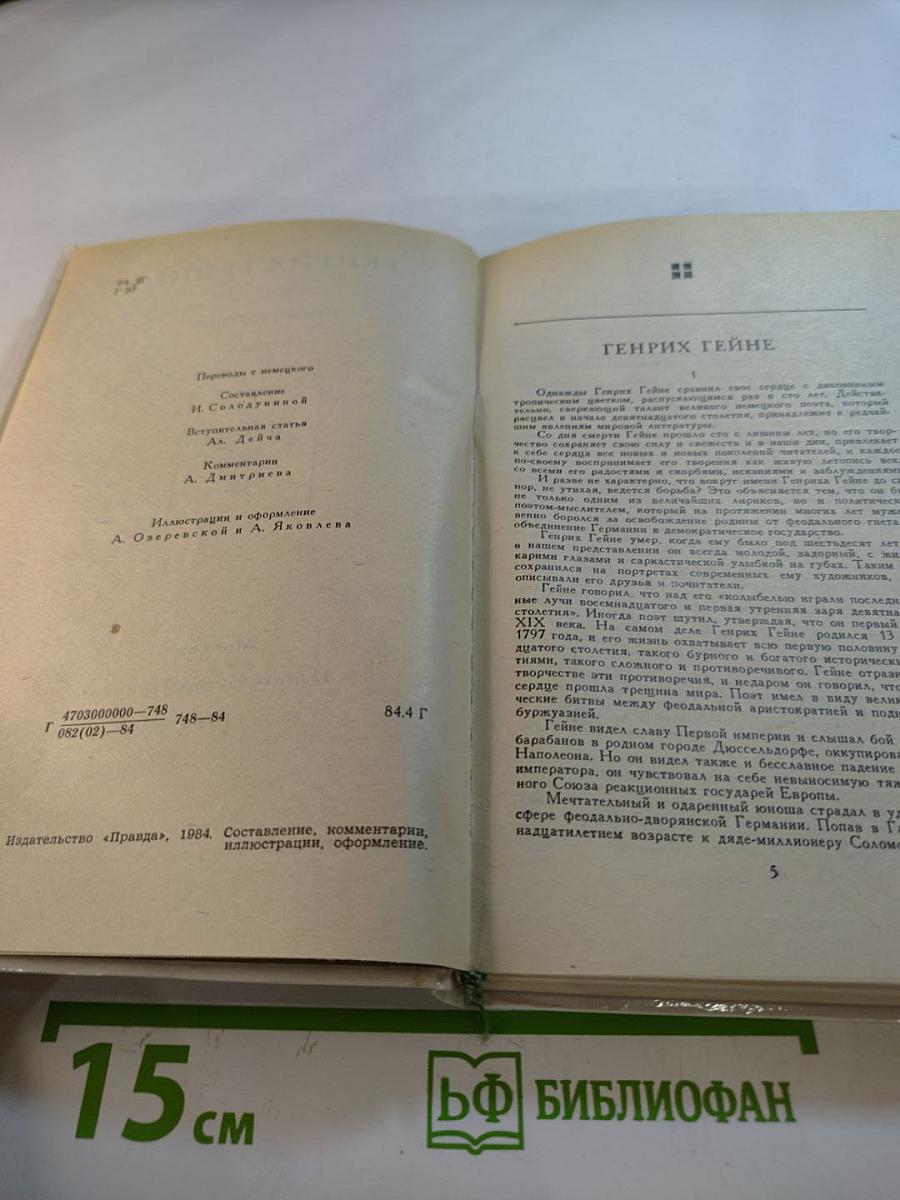 Переводы с немецкого
Составление
И. Солодуниной
Вступительная статья
Ал. Дейча
Комментарии
А. Дмитриева
Иллюстрации и оформление
А. Озеревской и А. Яковлева
Г 4703000000—748 748—84
082(02)—84
84.4 Г
Издательство «Правда», 1984. Составление, комментарии,
иллюстрации, оформление.
ГЕНРИХ ГЕЙНЕ
1
Однажды Генрих Гейне сравнил свое сердце с диковинным
тропическим цветком, распускающимся раз в сто лет. Действи-
тельно, сверкающий талант великого немецкого поэта, который
расцвел в начале девятнадцатого столетия, принадлежит к редчай-
шим явлениям мировой литературы.
Со дня смерти Гейне прошло сто с лишним лет, но его твор-
чество сохраняет свою силу и свежесть и в наши дни, привлекает
к себе сердца все новых и новых поколений читателей, и каждое
по-своему воспринимает его творения как живую летопись века
со всеми его радостями и скорбями, исканиями и заблуждениями
И разве не характерно, что вокруг имени Генриха Гейне до с
пор, не утихая, ведется борьба? Это объясняется тем, что он б
не только одним из величайших лириков, но и политическ
поэтом-мыслителем, который на протяжении многих лет муже
венно боролся за освобождение родины от феодального гнета
объединение Германии в демократическое государство.
Генрих Гейне умер, когда ему было под шестьдесят лет
в нашем представлении он всегда молодой, задорный, с жи
карими глазами и саркастической улыбкой на губах. Таким
сохранился на портретах современных ему художников,
описывали его друзья и почитатели.
Гейне говорил, что над его «колыбелью играли последн
ные лучи восемнадцатого и первая утренняя заря девятна
столетия». Иногда поэт шутил, утверждая, что он первый
XIX века. На самом деле Генрих Гейне родился 13
1797 года, и его жизнь охватывает всю первую половину
дцатого столетия, такого бурного и богатого историческ
тиями, такого сложного и противоречивого. Гейне отрази
творчестве эти противоречия, и недаром он говорил, что
сердце прошла трещина мира. Поэт имел в виду велик
ческие битвы между феодальной аристократией и подн
буржуазией.
Гейне видел славу Первой империи и слышал бой
барабанов в родном городе Дюссельдорфе, оккупирова
Наполеона. Но он видел также и бесславное падение
императора, он чувствовал на себе невыносимую тяж
ного Союза реакционных государей Европы.
Мечтательный и одаренный юноша страдал в уд
сфере феодально-дворянской Германии. Попав в Га
надцатилетнем возрасте к дяде-миллионеру Соломо
5
15 см
БФ БИБЛИОФАН